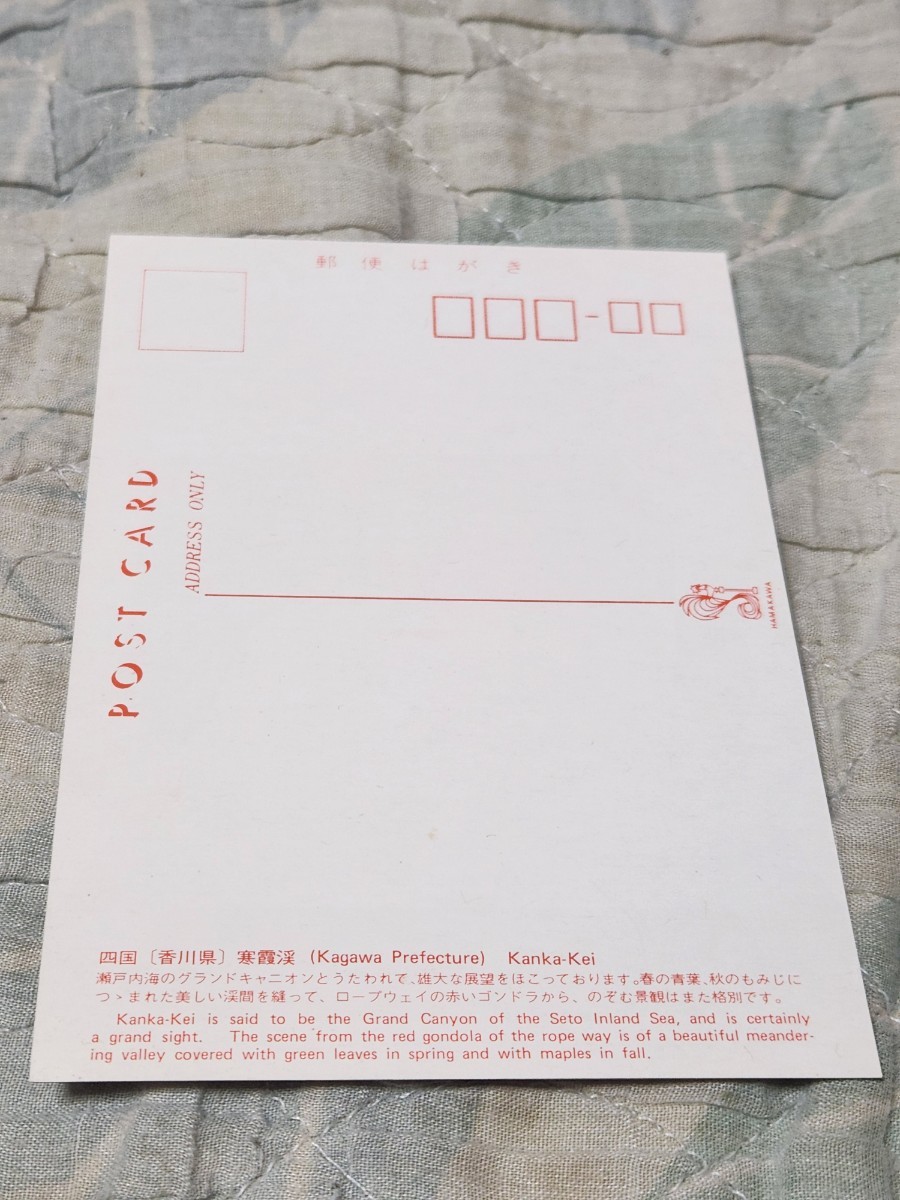 郵便はがき
POST CARD
ADDRESS ONLY
HAMAKAWA
四国〔香川県〕寒霞渓 (Kagawa Prefecture) Kanka-Kei
瀬戸内海のグランドキャニオンとうたわれて、雄大な展望をほこっております。春の青葉、秋のもみじに
つゝまれた美しい渓間を縫って、ロープウェイの赤いゴンドラから、のぞむ景観はまた格別です。
Kanka-Kei is said to be the Grand Canyon of the Seto Inland Sea, and is certainly
a grand sight. The scene from the red gondola of the rope way is of a beautiful meander-
ing valley covered with green leaves in spring and with maples in fall.